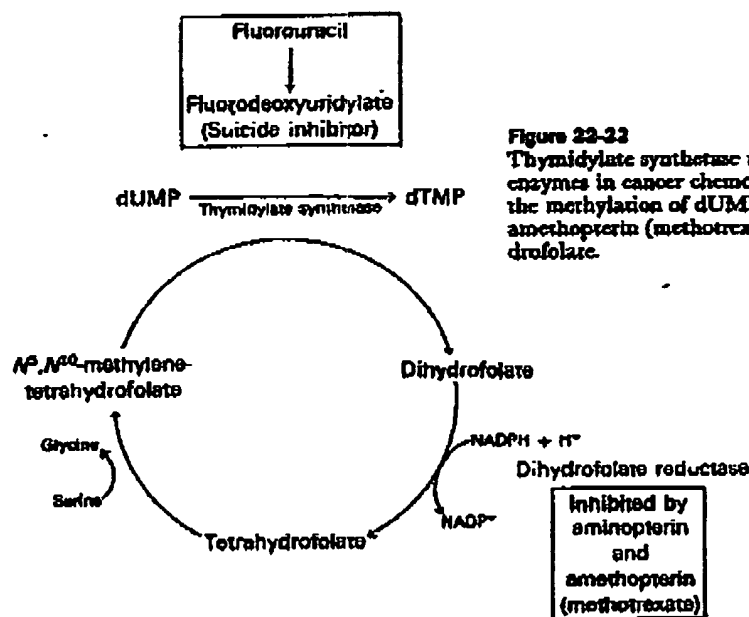 Fluorouracil
Fluorodeoxyuridylate
(Suicide inhibitor)
Figure 22-22
Thymidylate synthetase
enzymes in cancer chemo
the methylation of dUMP
amethopterin (methotrex
drofolate.
dUMP
Thymidylate synthetase
dTMP
N⁵,N¹⁰-methylene-
tetrahydrofolate
Dihydrofolate
Glycine
Serine
NADPH + H⁺
Dihydrofolate reductase
NADP⁺
Tetrahydrofolate
Inhibited by
aminopterin
and
amethopterin
(methotrexate)